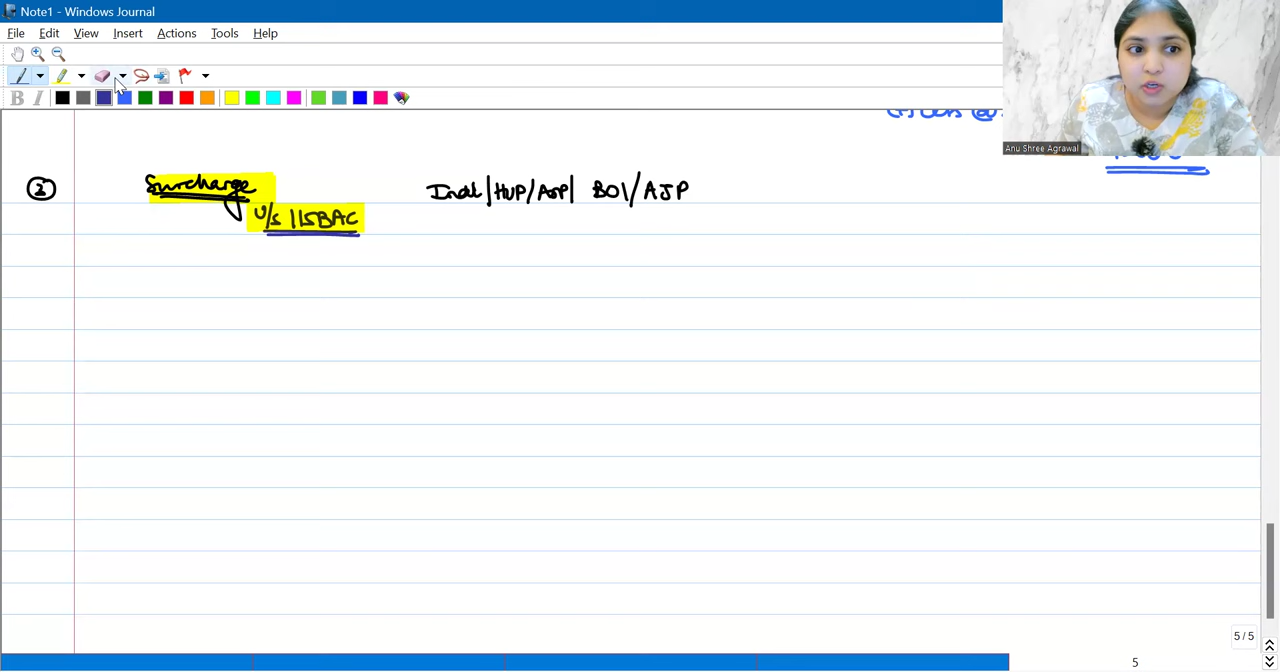 Note1 - Windows Journal
File Edit View Insert Actions Tools Help
B I
Anu Shree Agrawal
2 Surcharge Indl|HUF/AOP| BOI/AJP
U/s 115BAC
5 / 5
5